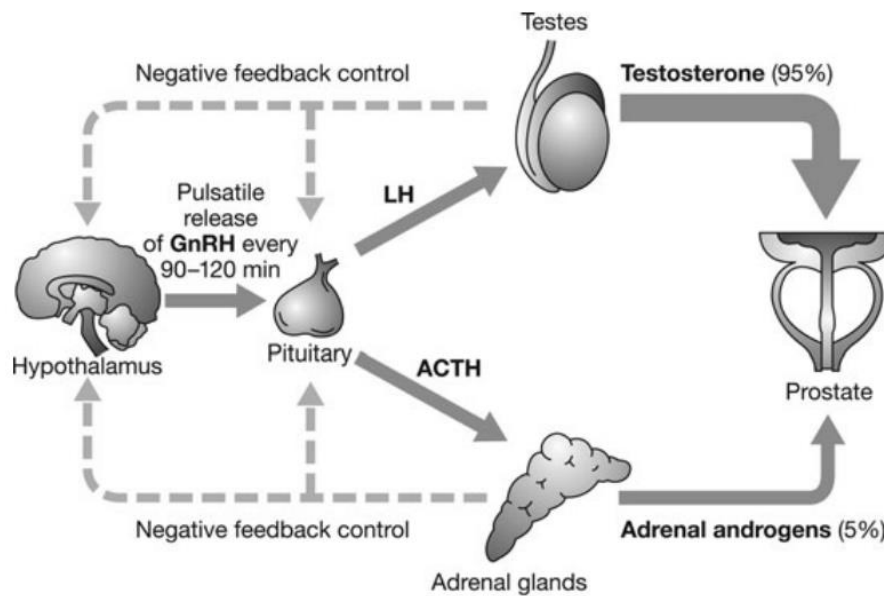 Testes
Negative feedback control
Testosterone (95%)
Pulsatile
release
of GnRH every
90–120 min
LH
Hypothalamus
Pituitary
ACTH
Prostate
Negative feedback control
Adrenal androgens (5%)
Adrenal glands